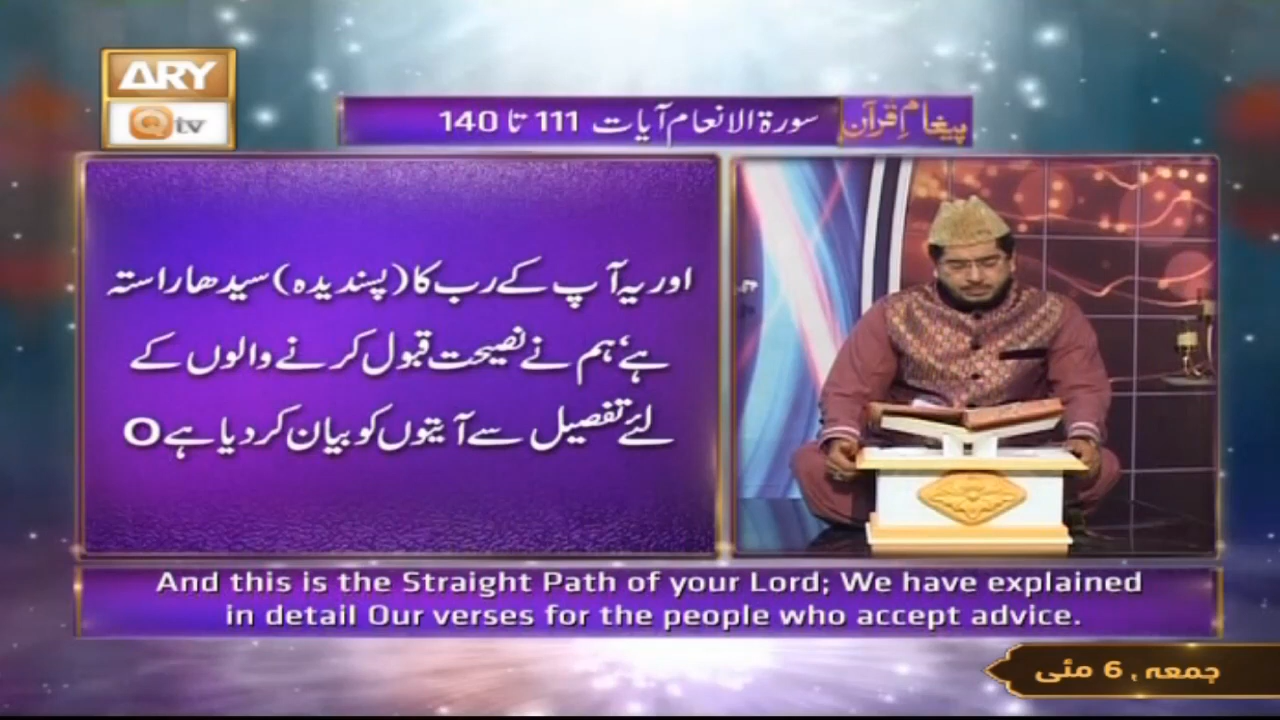 ARY
Qtv
پیغامِ قرآن
سورۃ الانعام آیات 111 تا 140
اور یہ آپ کے رب کا (پسندیدہ) سیدھا راستہ
ہے’ ہم نے نصیحت قبول کرنے والوں کے
لئے تفصیل سے آیتوں کو بیان کر دیا ہے O
And this is the Straight Path of your Lord; We have explained
in detail Our verses for the people who accept advice.
جمعہ , 6 مئی